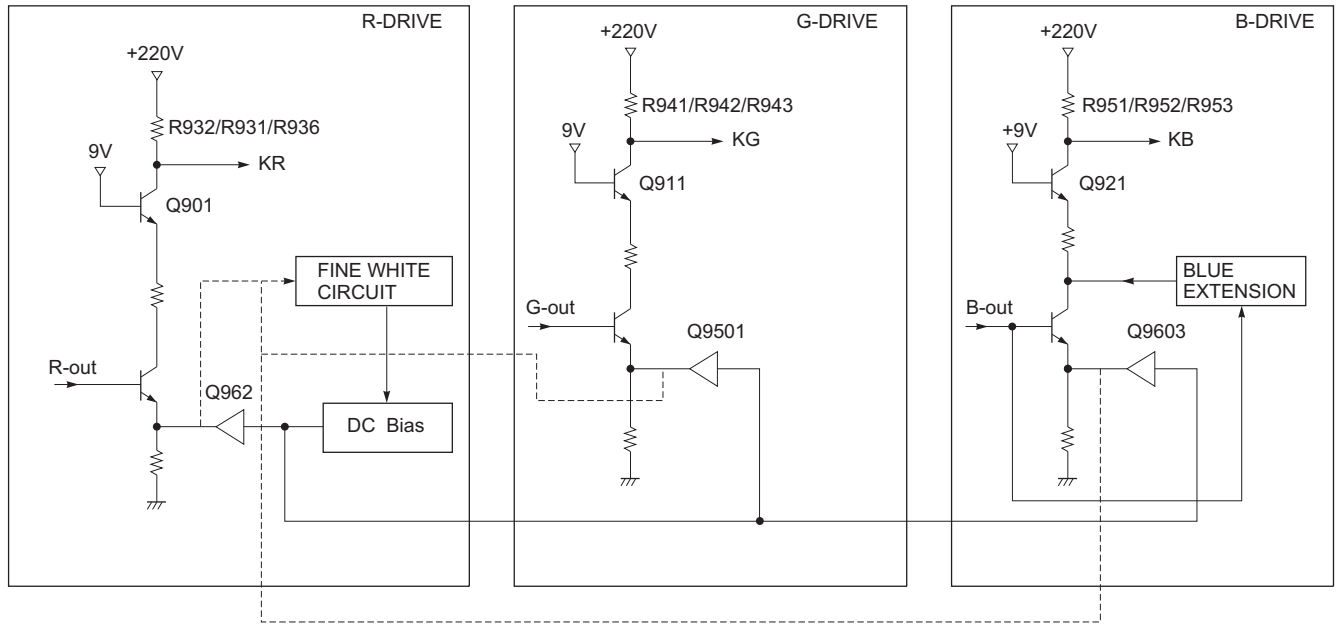 R-DRIVE
+220V
R932/R931/R936
9V
KR
Q901
FINE WHITE
CIRCUIT
R-out
Q962
DC Bias
G-DRIVE
+220V
R941/R942/R943
9V
KG
Q911
G-out
Q9501
B-DRIVE
+220V
R951/R952/R953
+9V
KB
Q921
BLUE
EXTENSION
B-out
Q9603